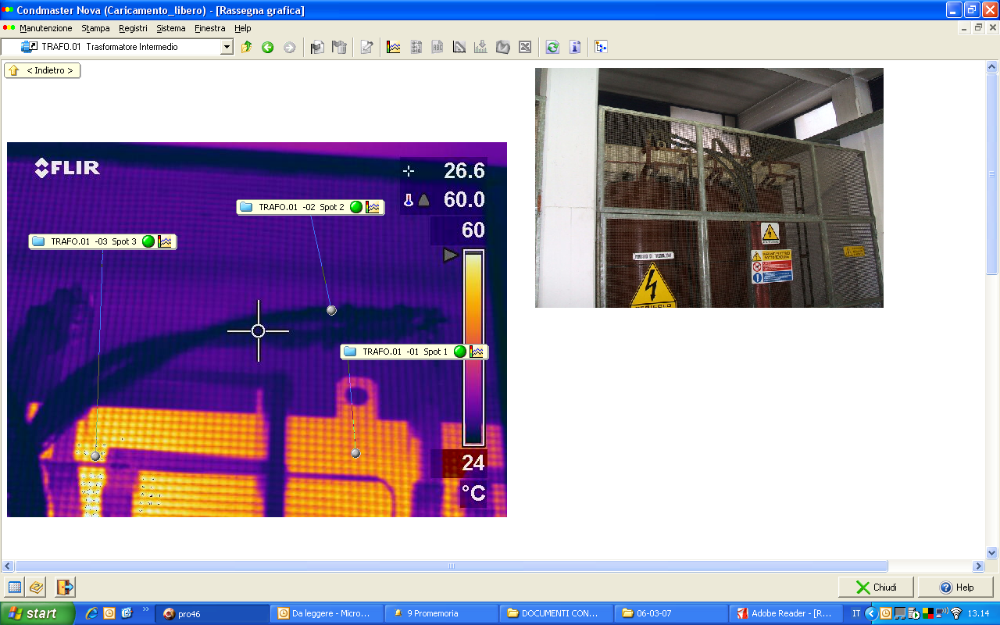 Condmaster Nova (Caricamento_libero) - [Rassegna grafica]
Manutenzione Stampa Registri Sistema Finestra Help
TRAFO.01 Trasformatore Intermedio
ABC
< Indietro >
FLIR
26.6
60.0
60
TRAFO.01 -02 Spot 2
TRAFO.01 -03 Spot 3
TRAFO.01 -01 Spot 1
24
°C
Chiudi
Help
start
pro46
Da leggere - Micro...
9 Promemoria
DOCUMENTI CON...
06-03-07
Adobe Reader - [R...
IT
13.14